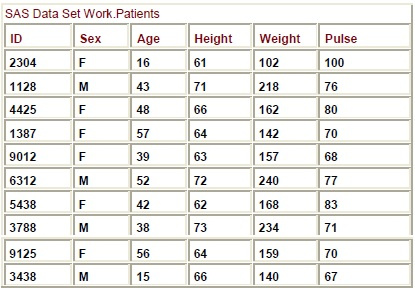 SAS Data Set Work.Patients
ID Sex Age Height Weight Pulse
2304 F 16 61 102 100
1128 M 43 71 218 76
4425 F 48 66 162 80
1387 F 57 64 142 70
9012 F 39 63 157 68
6312 M 52 72 240 77
5438 F 42 62 168 83
3788 M 38 73 234 71
9125 F 56 64 159 70
3438 M 15 66 140 67